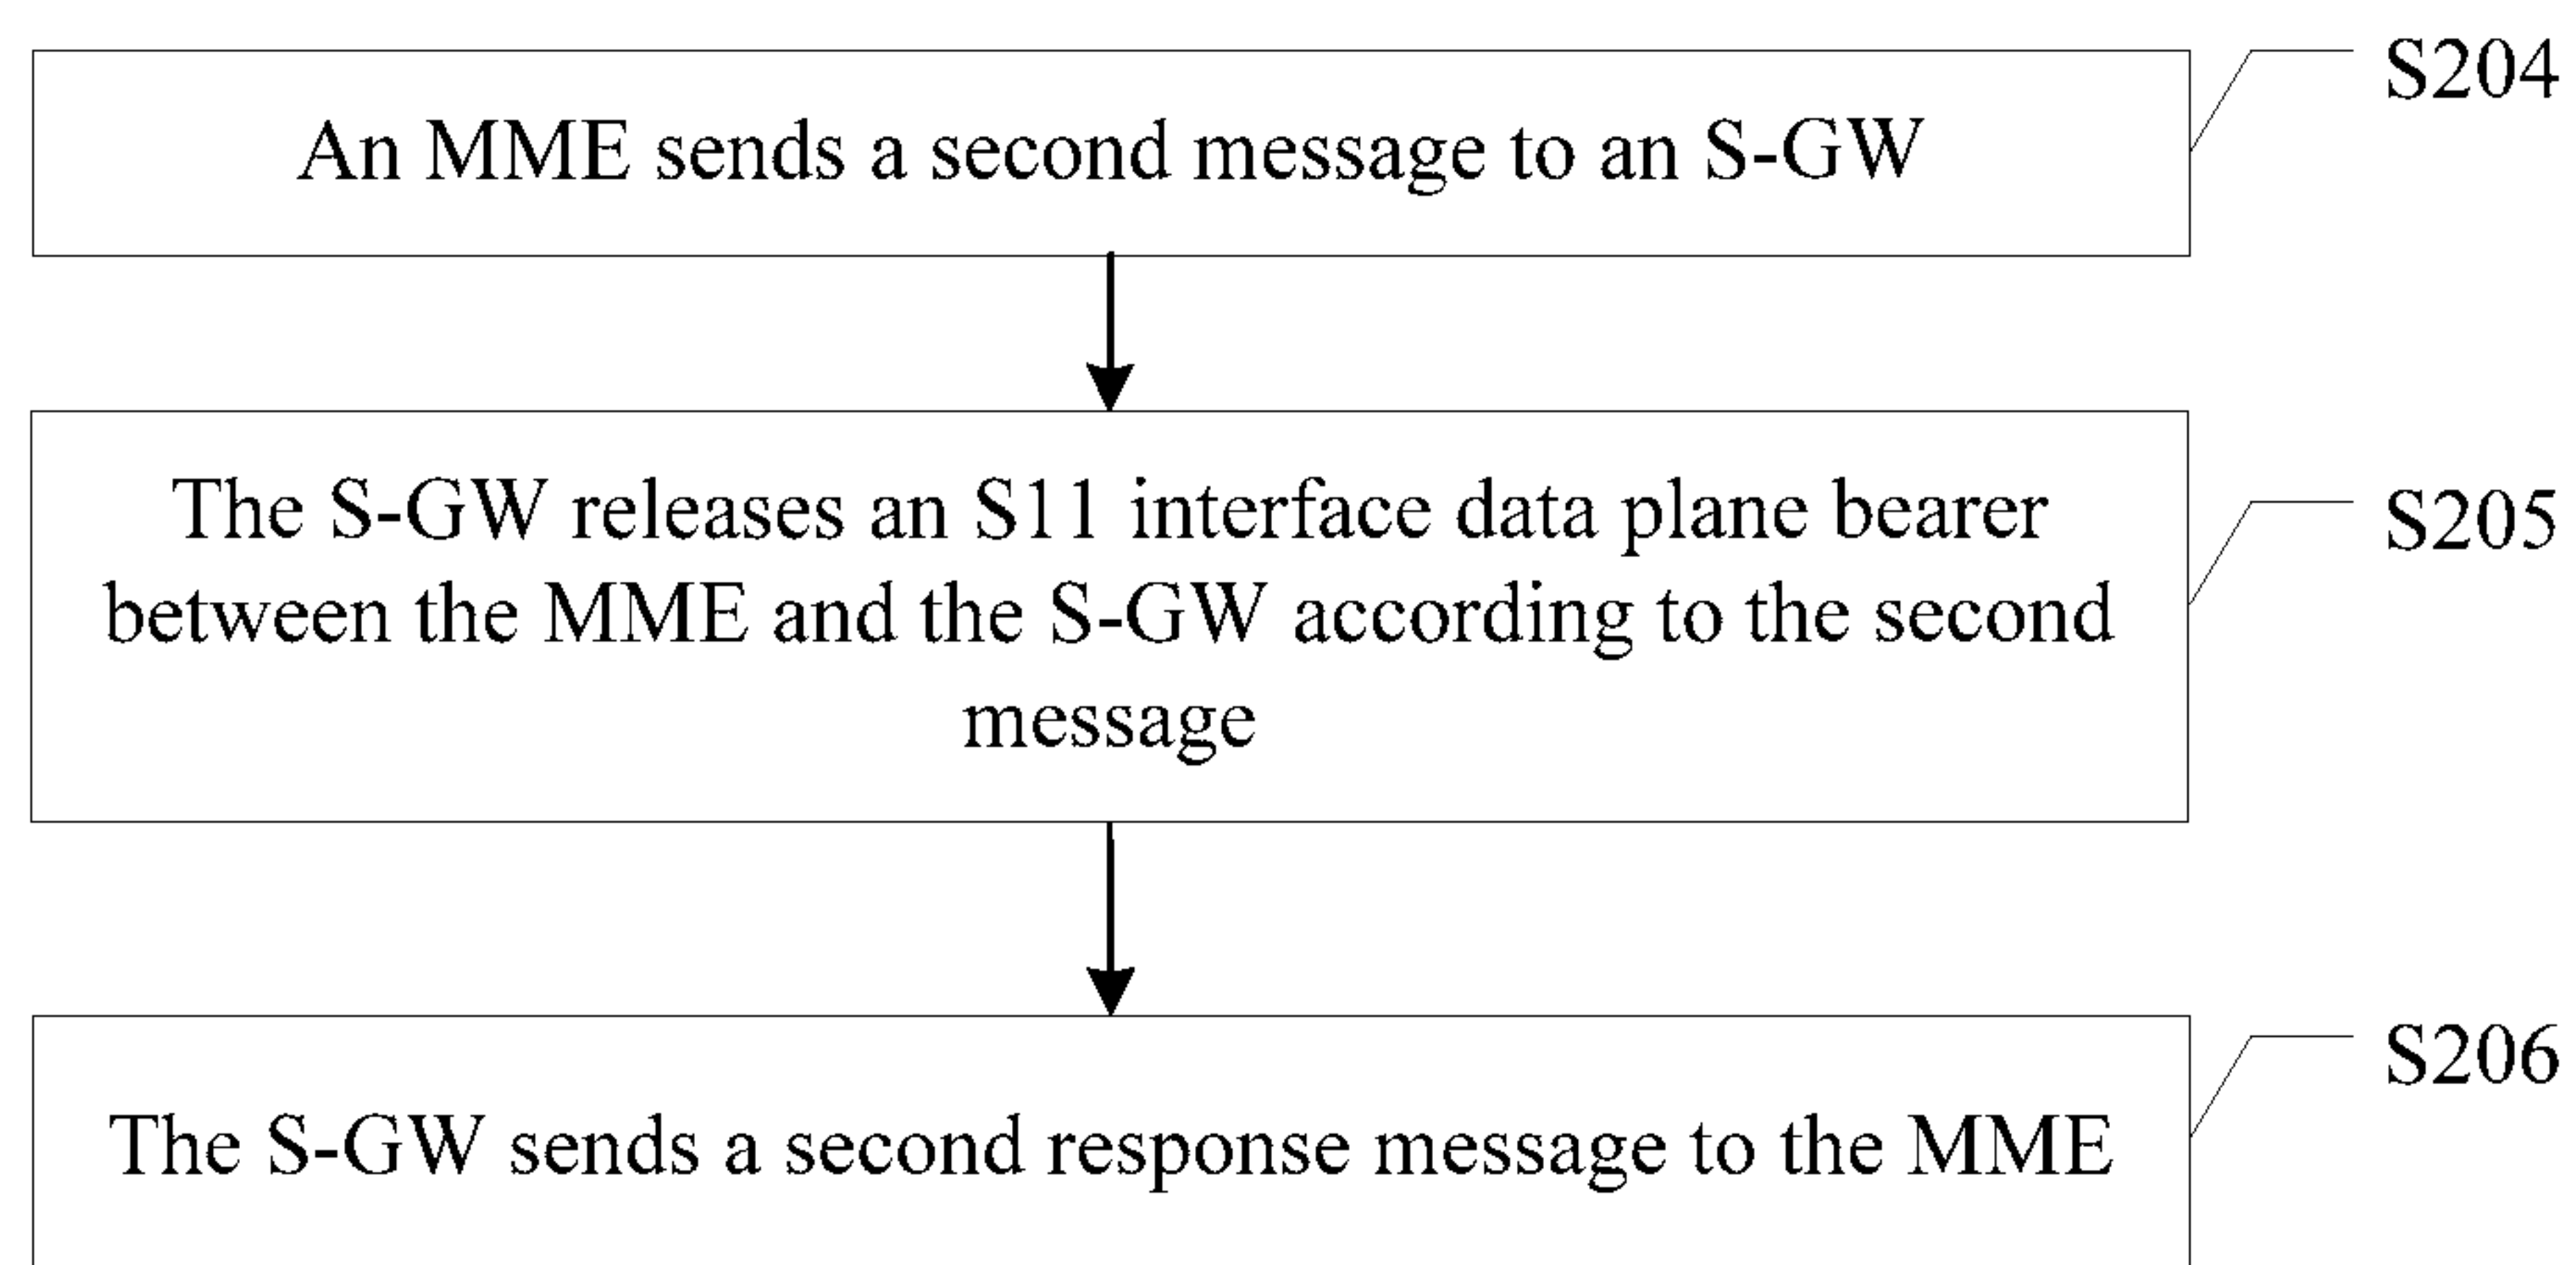 S204
An MME sends a second message to an S-GW
The S-GW releases an S11 interface data plane bearer
S205
between the MME and the S-GW according to the second
message
S206
The S-GW sends a second response message to the MME